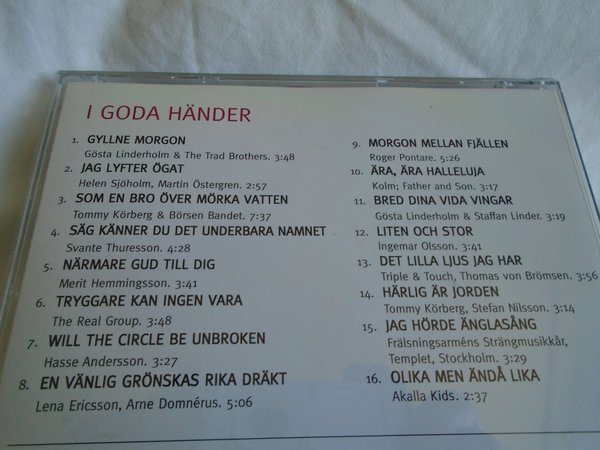 I GODA HÄNDER
1. GYLLNE MORGON
Gösta Linderholm & The Trad Brothers. 3:48
2. JAG LYFTER ÖGAT
Helen Sjöholm, Martin Östergren. 2:57
3. SOM EN BRO ÖVER MÖRKA VATTEN
Tommy Körberg & Börsen Bandet. 7:37
4. SÄG KÄNNER DU DET UNDERBARA NAMNET
Svante Thuresson. 4:28
5. NÄRMARE GUD TILL DIG
Merit Hemmingsson. 3:41
6. TRYGGARE KAN INGEN VARA
The Real Group. 3:48
7. WILL THE CIRCLE BE UNBROKEN
Hasse Andersson. 3:27
8. EN VÄNLIG GRÖNSKAS RIKA DRÄKT
Lena Ericsson, Arne Domnérus. 5:06
9. MORGON MELLAN FJÄLLEN
Roger Pontare. 5:26
10. ÄRA, ÄRA HALLELUJA
Kolm; Father and Son. 3:17
11. BRED DINA VIDA VINGAR
Gösta Linderholm & Staffan Linder. 3:19
12. LITEN OCH STOR
Ingemar Olsson. 3:41
13. DET LILLA LJUS JAG HAR
Triple & Touch, Thomas von Brömsen. 3:56
14. HÄRLIG ÄR JORDEN
Tommy Körberg, Stefan Nilsson. 3:14
15. JAG HÖRDE ÄNGLASÅNG
Frälsningsarméns Strängmusikkår,
Templet, Stockholm. 3:29
16. OLIKA MEN ÄNDÅ LIKA
Akalla Kids. 2:37